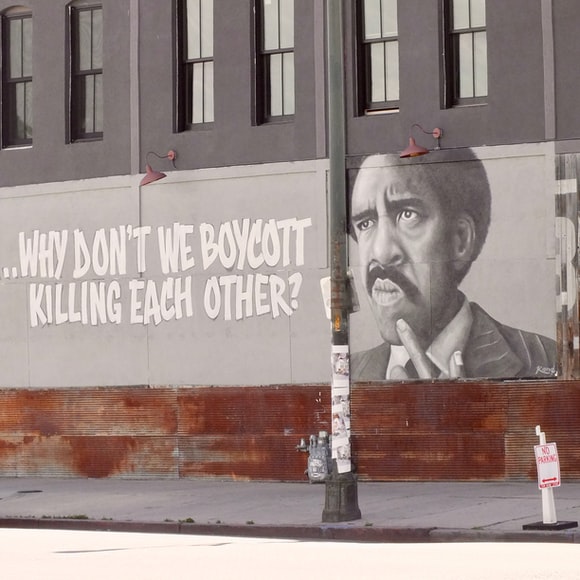 ...WHY DON'T WE BOYCOTT
KILLING EACH OTHER?
NO
PARKING